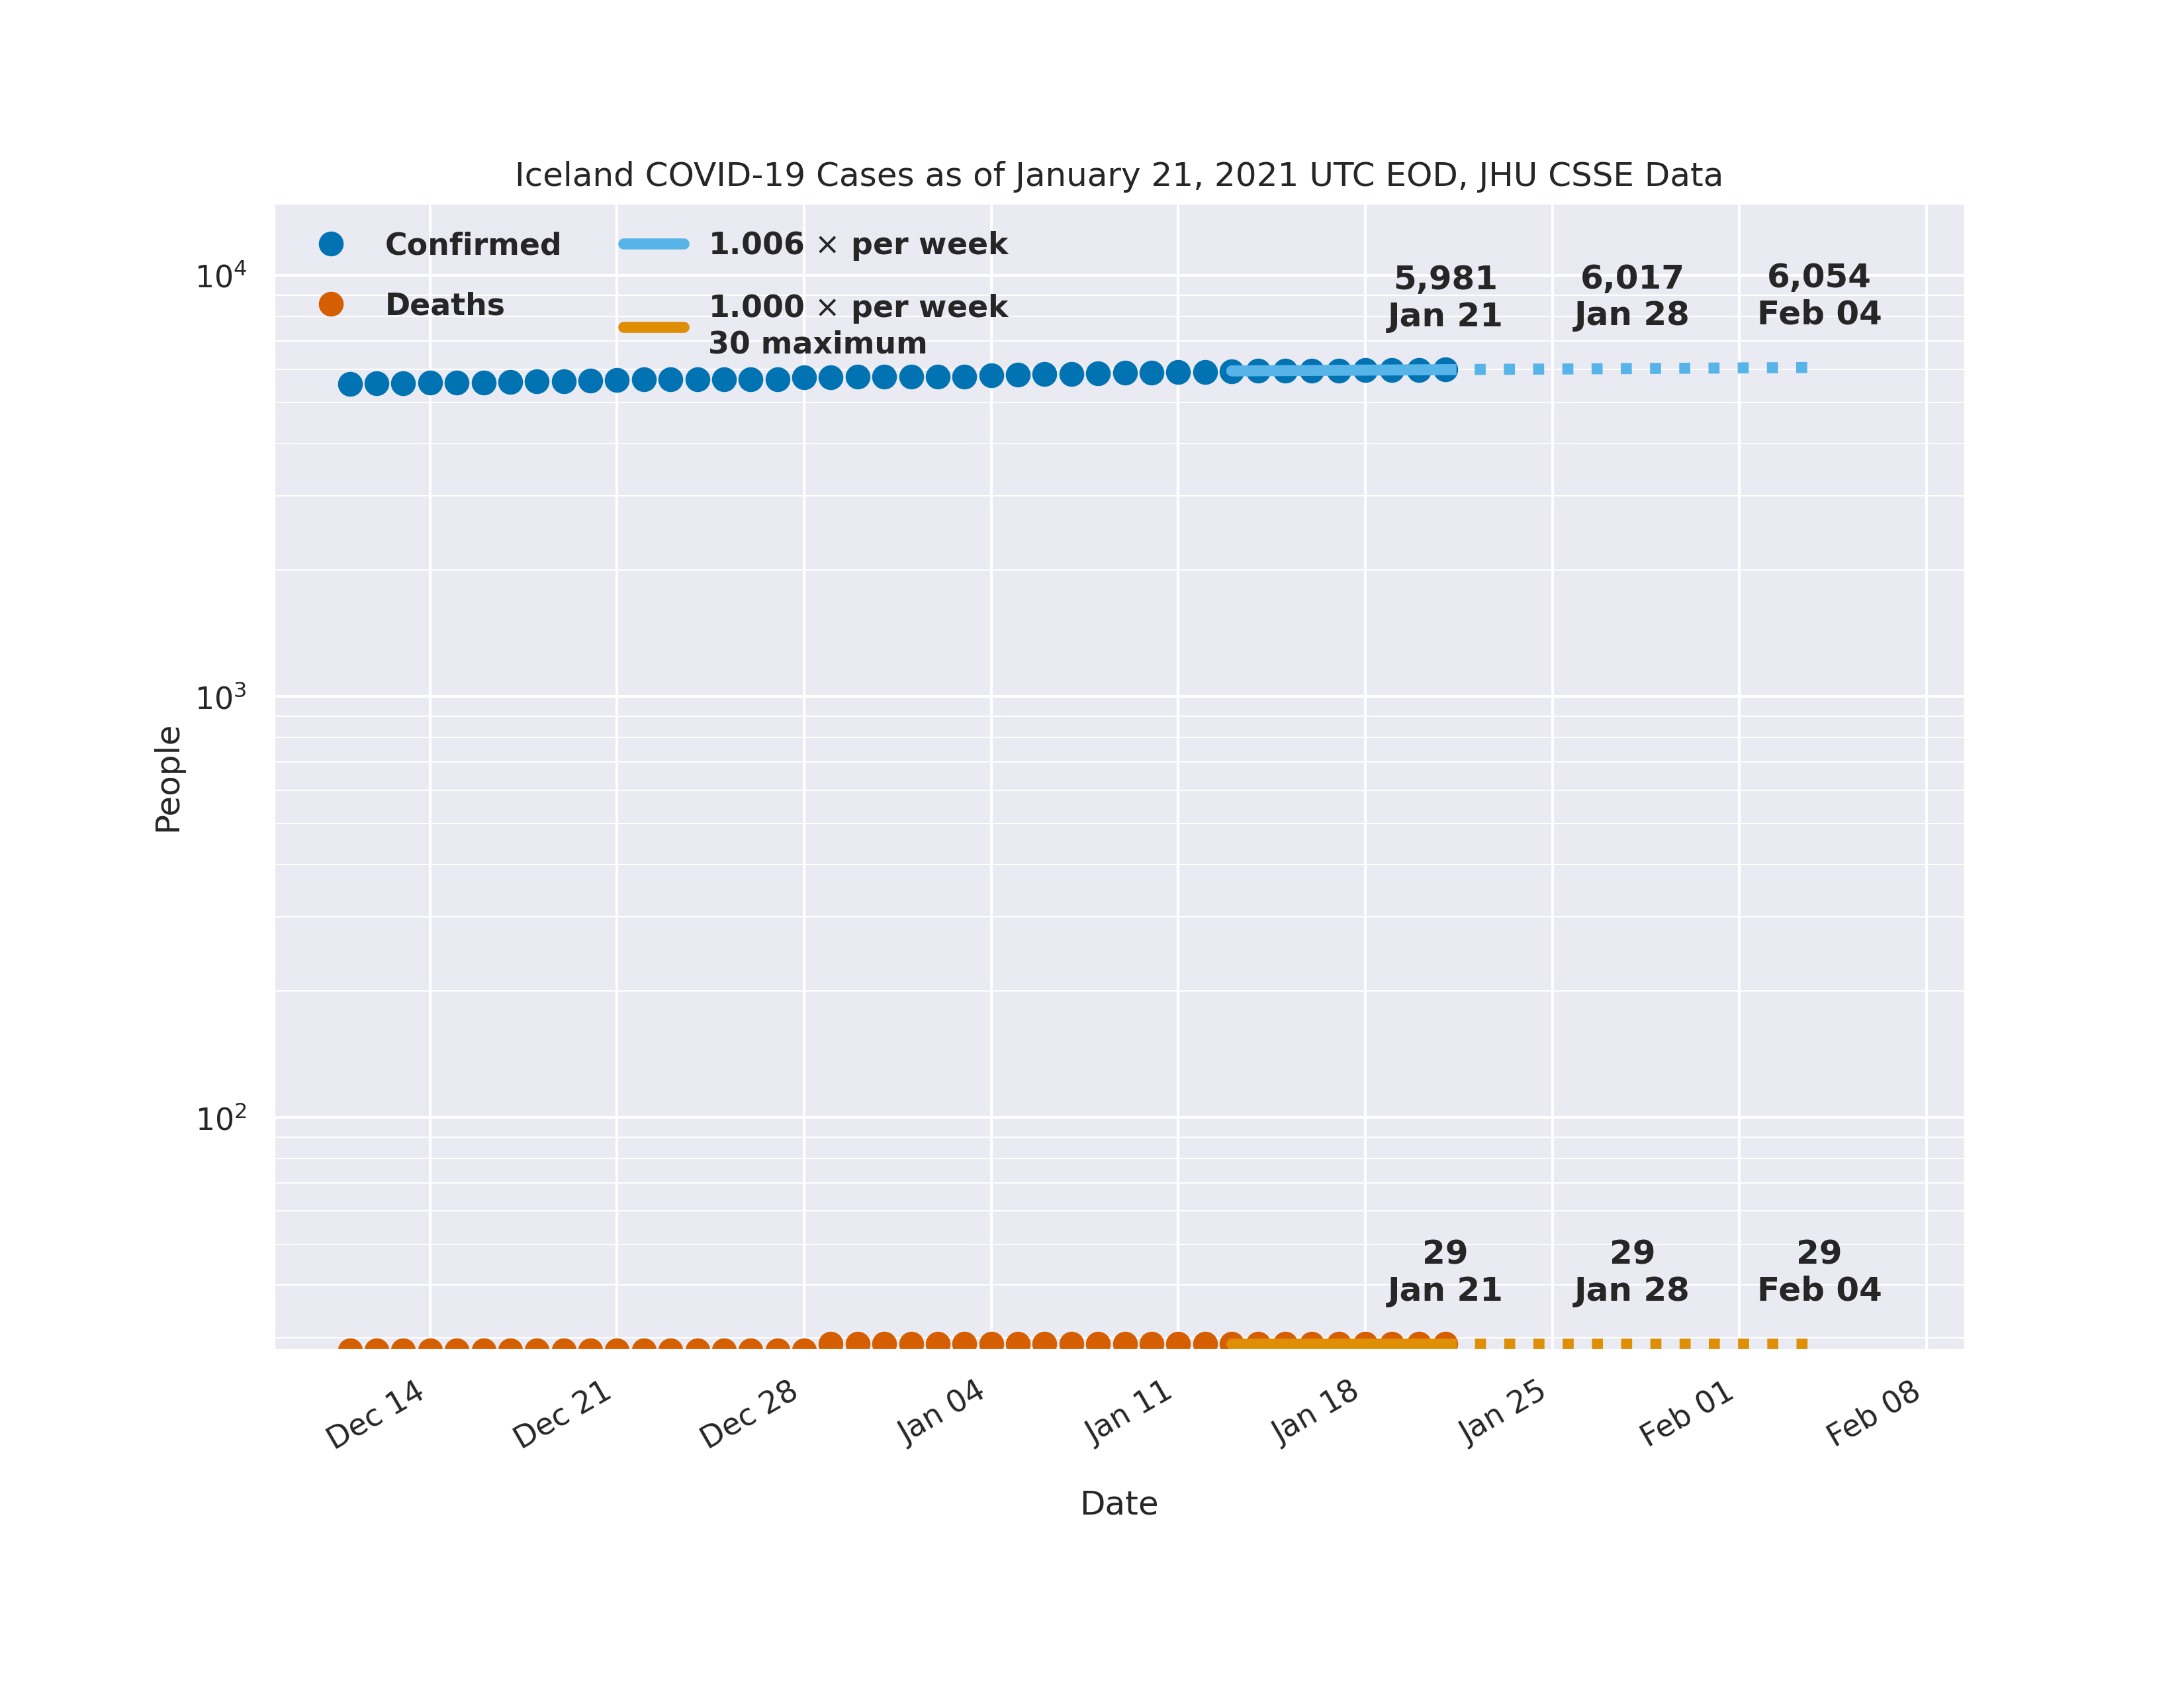 Iceland COVID-19 Cases as of January 21, 2021 UTC EOD, JHU CSSE Data
Confirmed
Deaths
1.006 × per week
1.000 × per week
30 maximum
5,981
Jan 21
6,017
Jan 28
6,054
Feb 04
10⁴
10³
10²
People
29
Jan 21
29
Jan 28
29
Feb 04
Dec 14
Dec 21
Dec 28
Jan 04
Jan 11
Jan 18
Jan 25
Feb 01
Feb 08
Date